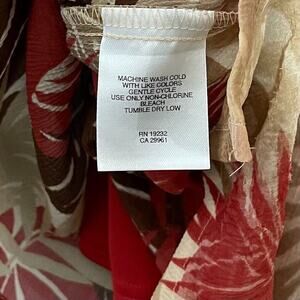 MACHINE WASH COLD
WITH LIKE COLORS
GENTLE CYCLE
USE ONLY NON-CHLORINE
BLEACH
TUMBLE DRY LOW
RN 19232
CA 29961